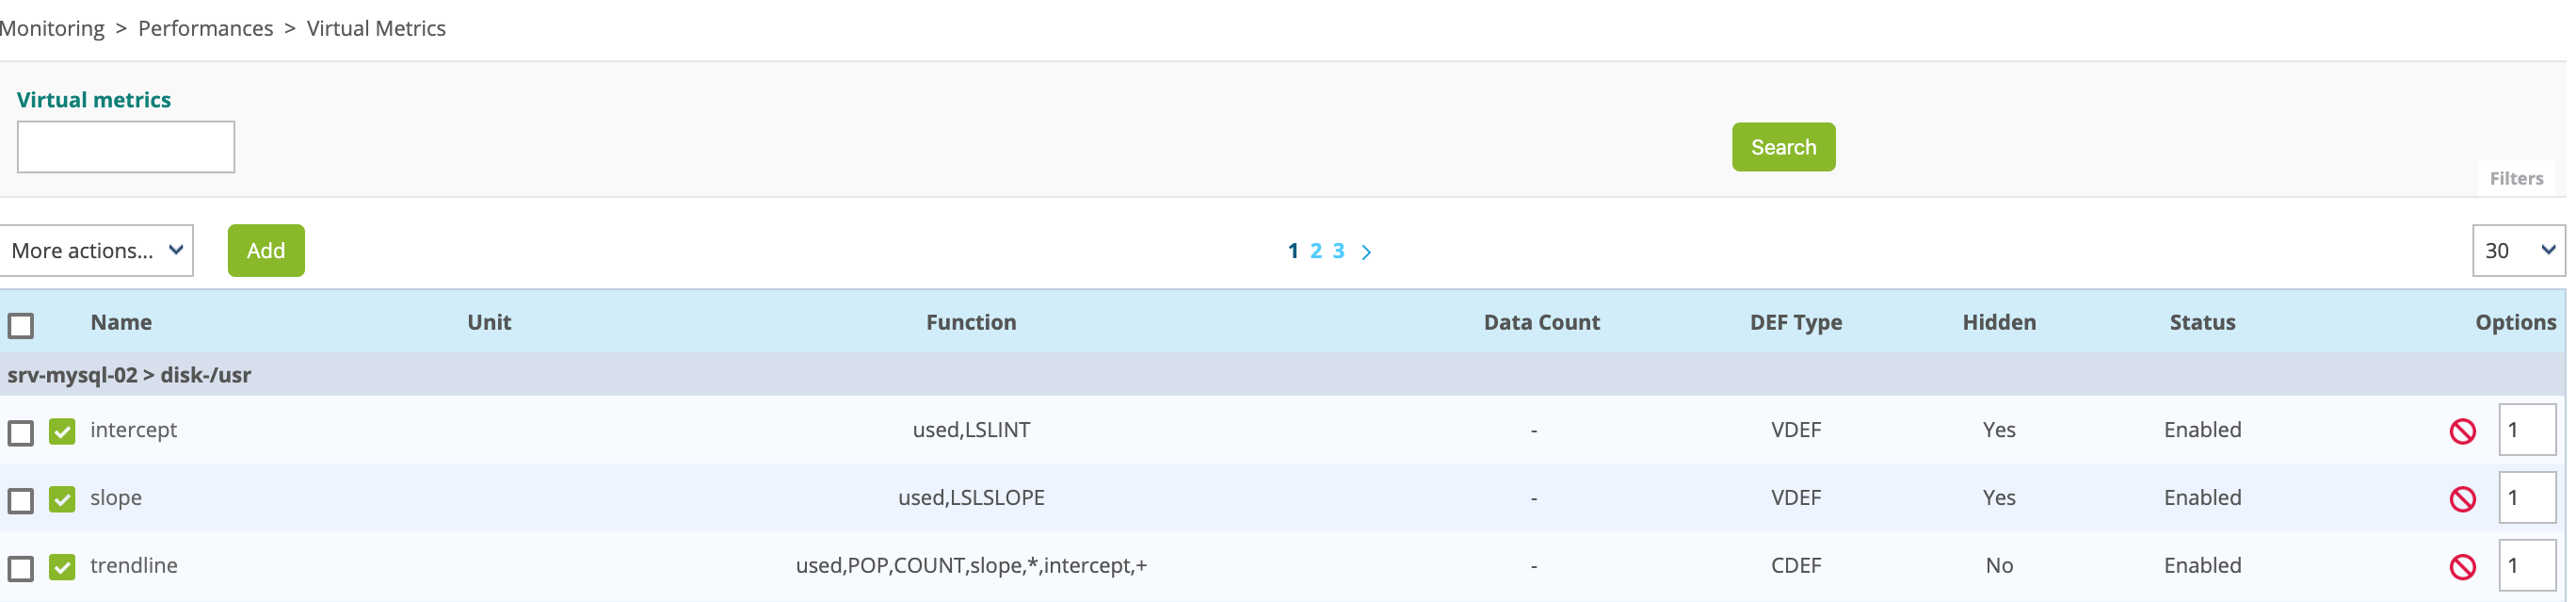 Monitoring > Performances > Virtual Metrics
Virtual metrics
Search
Filters
More actions... Add 1 2 3 > 30
Name Unit Function Data Count DEF Type Hidden Status Options
srv-mysql-02 > disk-/usr
intercept used,LSLINT - VDEF Yes Enabled 1
slope used,LSLSLOPE - VDEF Yes Enabled 1
trendline used,POP,COUNT,slope,*,intercept,+ - CDEF No Enabled 1